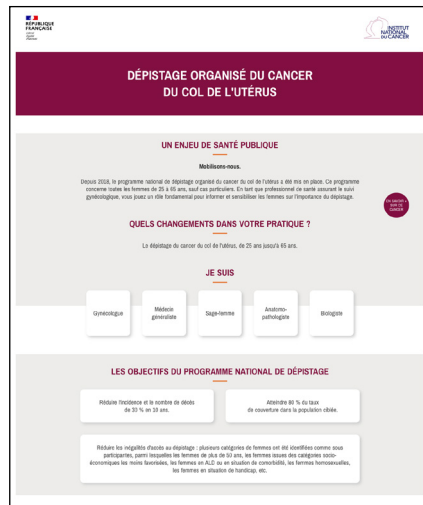 RÉPUBLIQUE
FRANÇAISE
INSTITUT
NATIONAL
DU CANCER
DÉPISTAGE ORGANISÉ DU CANCER
DU COL DE L'UTÉRUS
UN ENJEU DE SANTÉ PUBLIQUE
Mobilisons-nous.
Depuis 2018, le programme national de dépistage organisé du cancer du col de l'utérus a été mis en place. Ce programme
concerne toutes les femmes de 25 à 65 ans, sauf cas particuliers. En tant que professionnel de santé assurant le suivi
gynécologique, vous jouez un rôle fondamental pour informer et sensibiliser les femmes sur l'importance du dépistage.
EN SAVOIR +
SUR CE
CANCER
QUELS CHANGEMENTS DANS VOTRE PRATIQUE ?
Le dépistage du cancer du col de l'utérus, de 25 ans jusqu'à 65 ans.
JE SUIS
Gynécologue
Médecin
généraliste
Sage-femme
Anatomo-
pathologiste
Biologiste
LES OBJECTIFS DU PROGRAMME NATIONAL DE DÉPISTAGE
Réduire l'incidence et le nombre de décès
de 30 % en 10 ans.
Atteindre 80 % du taux
de couverture dans la population ciblée.
Réduire les inégalités d'accès au dépistage : plusieurs catégories de femmes ont été identifiées comme sous
participantes, parmi lesquelles les femmes de plus de 50 ans, les femmes issues des catégories socio-
économiques les moins favorisées, les femmes en ALD ou en situation de comorbidité, les femmes homosexuelles,
les femmes en situation de handicap, etc.